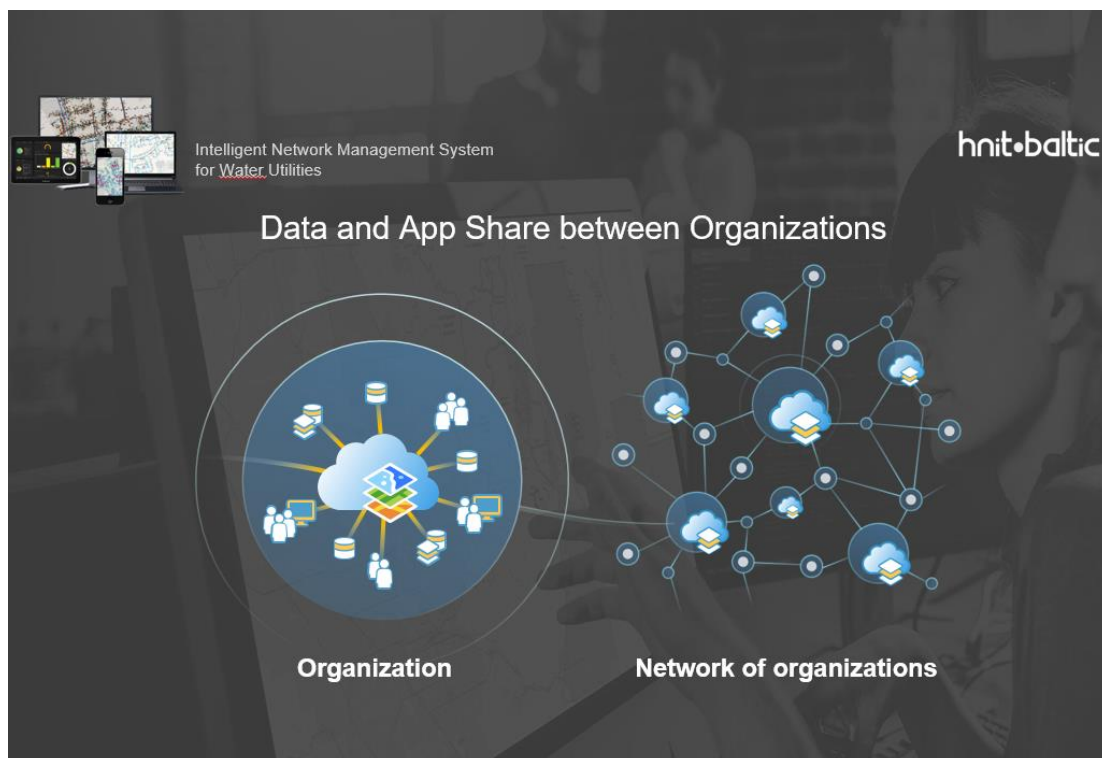 Intelligent Network Management System
for Water Utilities
hnit•baltic
Data and App Share between Organizations
Organization
Network of organizations